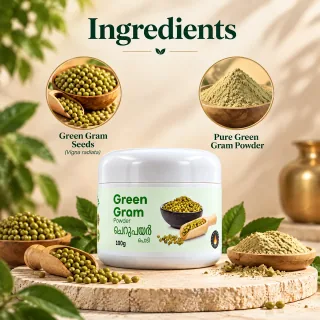 Ingredients
Green Gram
Seeds
(Vigna radiata)
Pure Green
Gram Powder
Green
Gram
Powder
ചെറുപയർ
പൊടി
100g